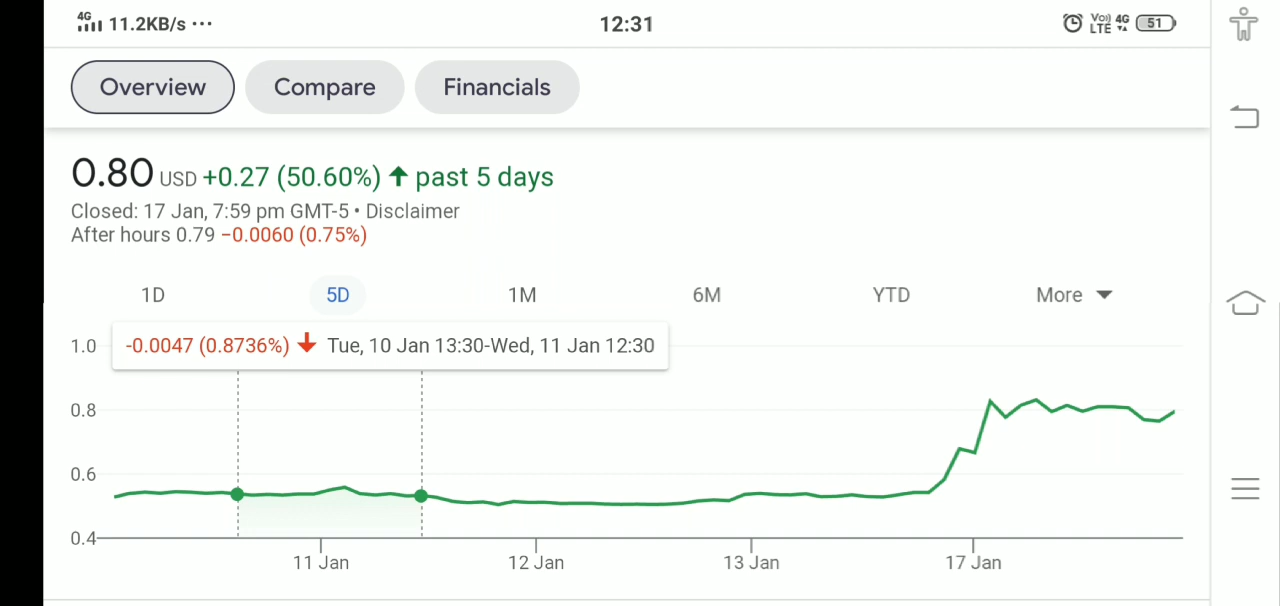 4G 11.2KB/s ··· 12:31 Vo) LTE 4G 51
Overview Compare Financials
0.80 USD +0.27 (50.60%) ↑ past 5 days
Closed: 17 Jan, 7:59 pm GMT-5 • Disclaimer
After hours 0.79 −0.0060 (0.75%)
1D 5D 1M 6M YTD More
1.0
-0.0047 (0.8736%) ↓ Tue, 10 Jan 13:30-Wed, 11 Jan 12:30
0.8
0.6
0.4
11 Jan 12 Jan 13 Jan 17 Jan